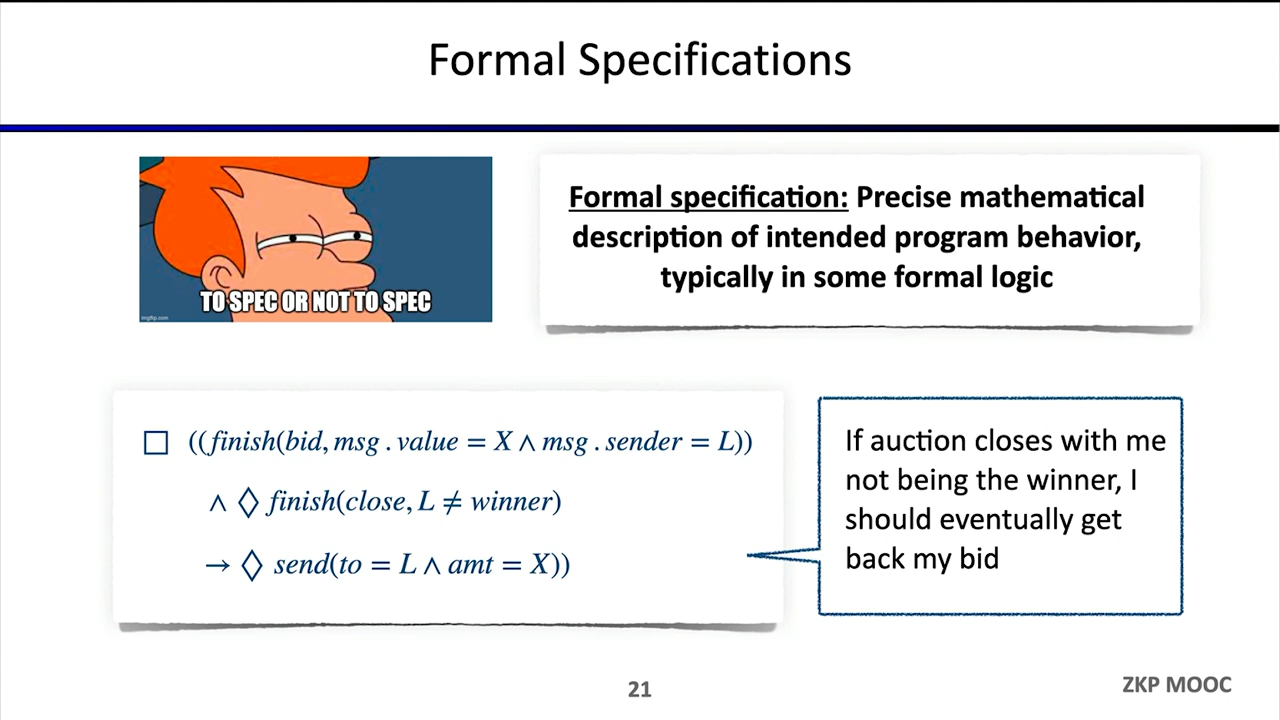 Formal Specifications
TO SPEC OR NOT TO SPEC
imgflip.com
Formal specification: Precise mathematical
description of intended program behavior,
typically in some formal logic
□ ((finish(bid, msg . value = X ∧ msg . sender = L))
∧ ◊ finish(close, L ≠ winner)
→ ◊ send(to = L ∧ amt = X))
If auction closes with me
not being the winner, I
should eventually get
back my bid
21
ZKP MOOC